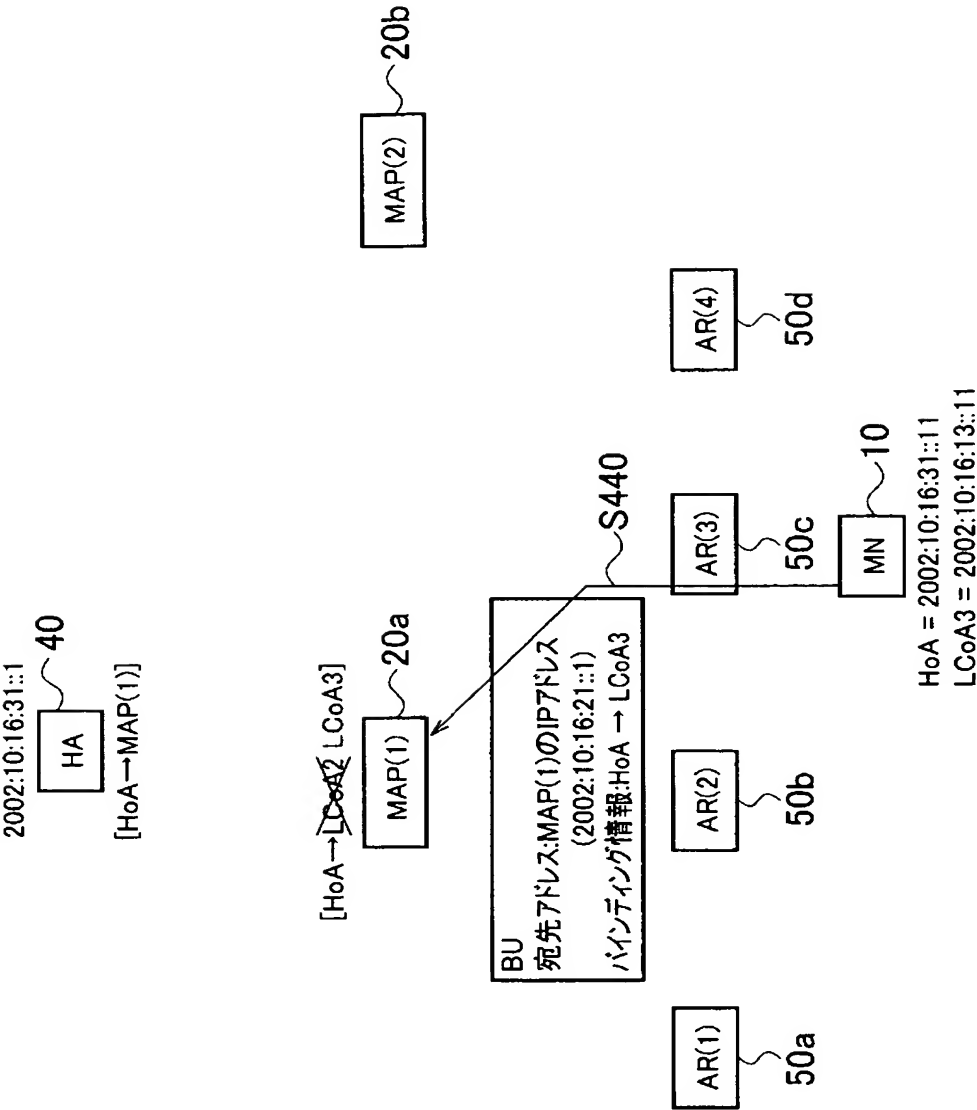 2002:10:16:31::1
40
HA
[HoA→MAP(1)]
[HoA→LCoA2 LCoA3]
20a
MAP(1)
20b
MAP(2)
BU
宛先アドレス:MAP(1)のIPアドレス
(2002:10:16:21::1)
バインディング情報:HoA → LCoA3
S440
AR(1)
50a
AR(2)
50b
AR(3)
50c
AR(4)
50d
MN
10
HoA = 2002:10:16:31::11
LCoA3 = 2002:10:16:13::11